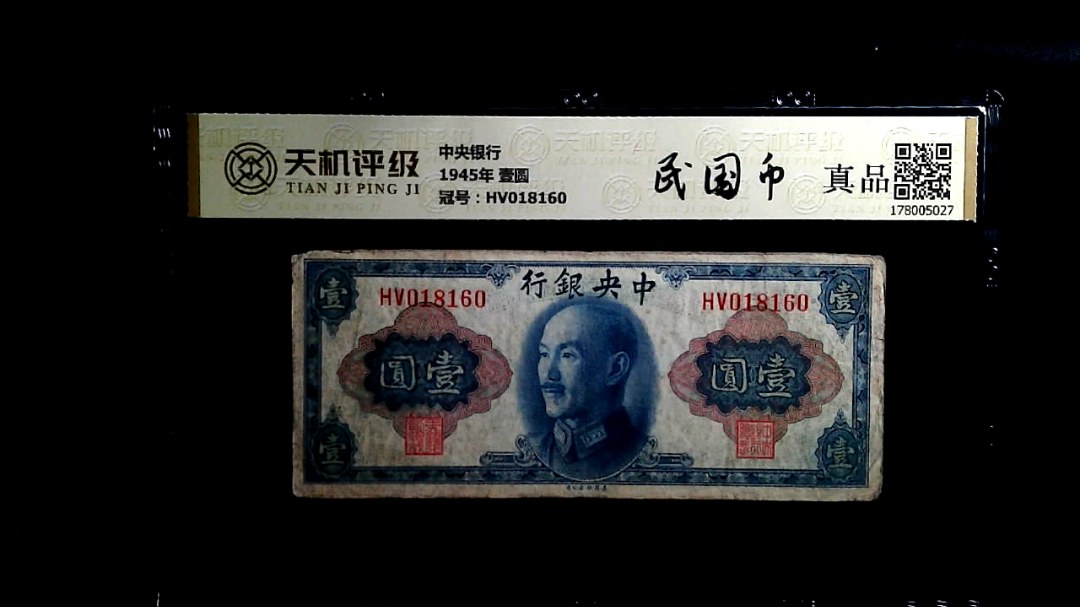 天机评级
TIAN JI PING JI
中央银行
1945年 壹圆
冠号：HV018160
民国币
真品
178005027
行銀央中
壹
壹
HV018160
HV018160
圓壹
圓壹
壹
壹